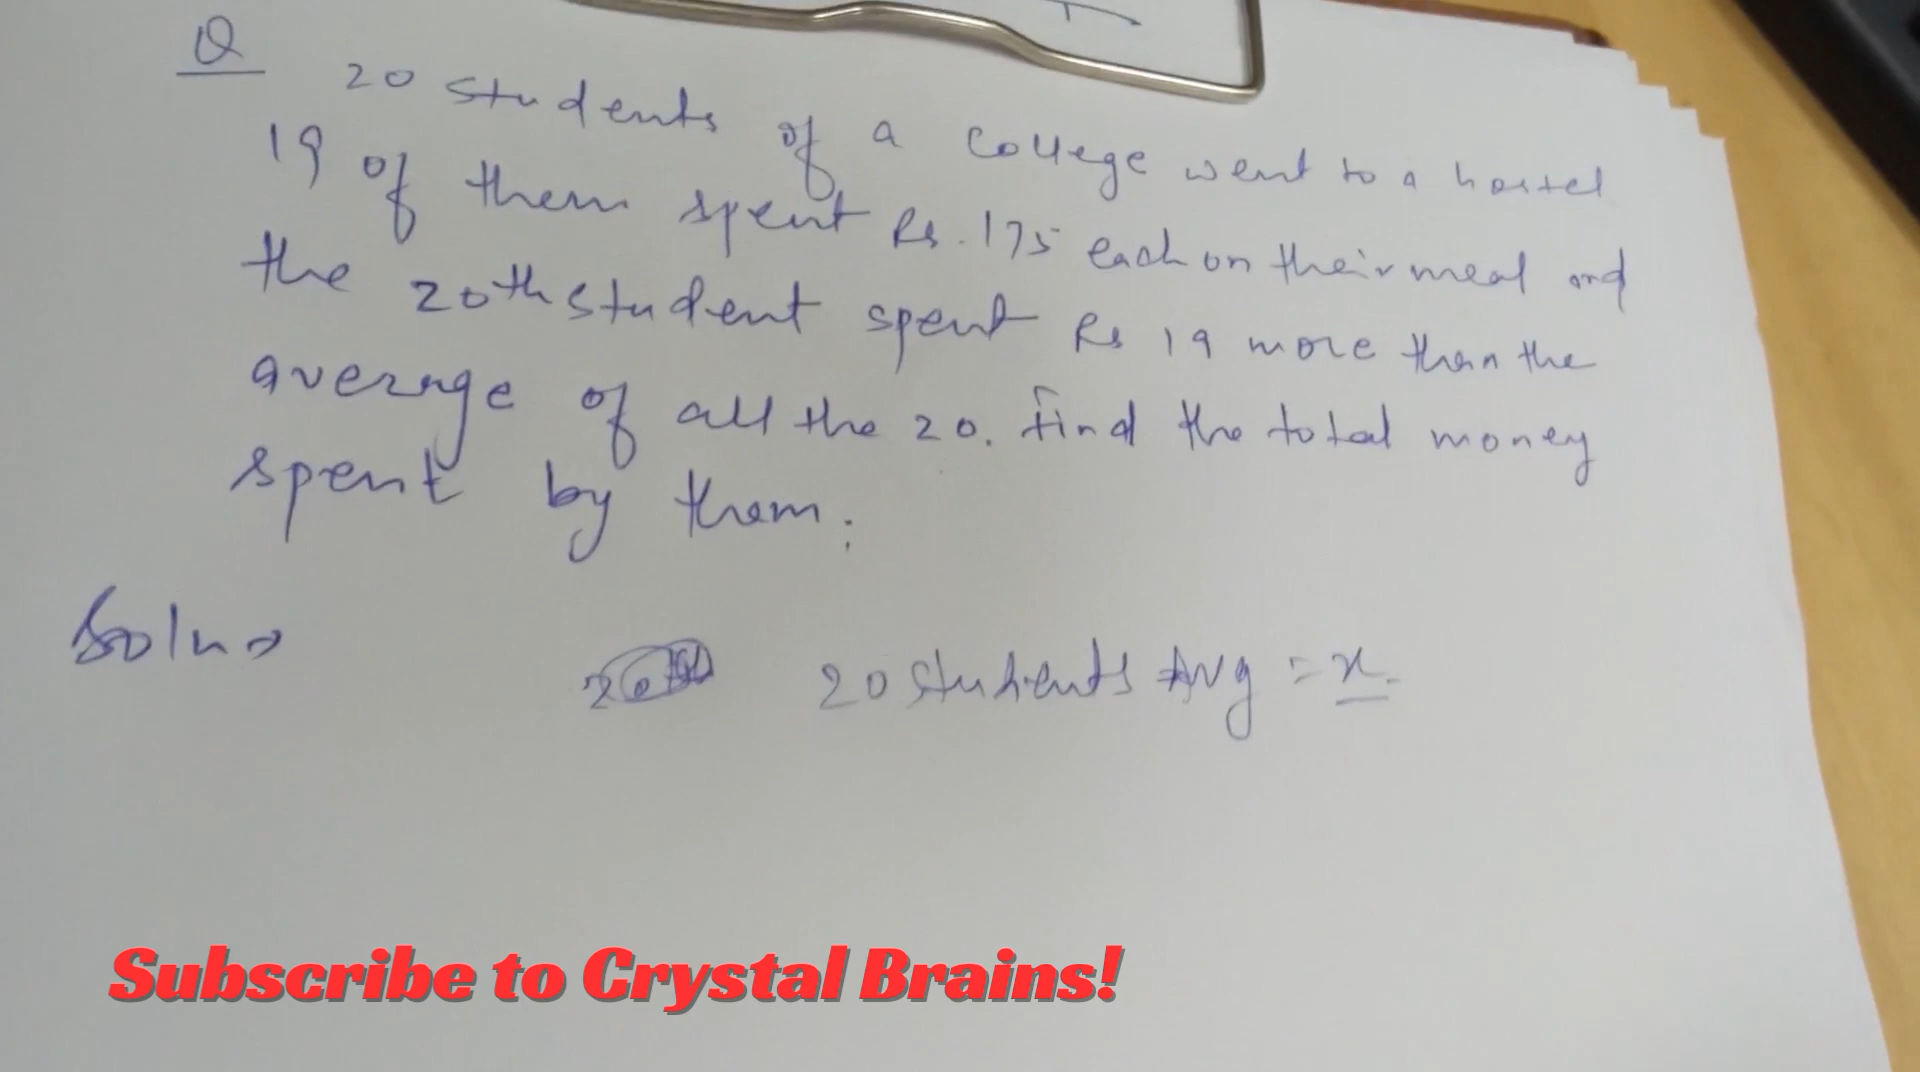 Q
20 students of a college went to a hostel
19 of them spent Rs. 175 each on their meal and
the 20th student spent Rs 19 more than the
average of all the 20. Find the total money
spent by them.
Soln
20 students Avg = x.
Subscribe to Crystal Brains!